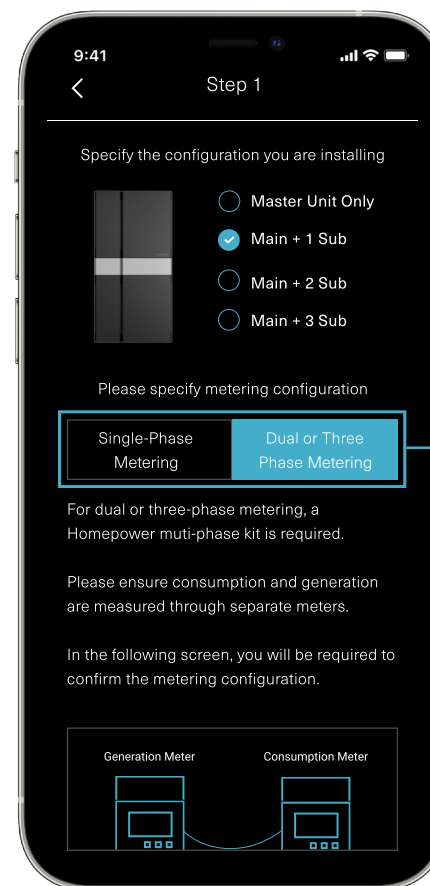 9:41
Step 1
Specify the configuration you are installing
Master Unit Only
Main + 1 Sub
Main + 2 Sub
Main + 3 Sub
Please specify metering configuration
Single-Phase
Metering
Dual or Three
Phase Metering
For dual or three-phase metering, a
Homepower muti-phase kit is required.
Please ensure consumption and generation
are measured through separate meters.
In the following screen, you will be required to
confirm the metering configuration.
Generation Meter
Consumption Meter